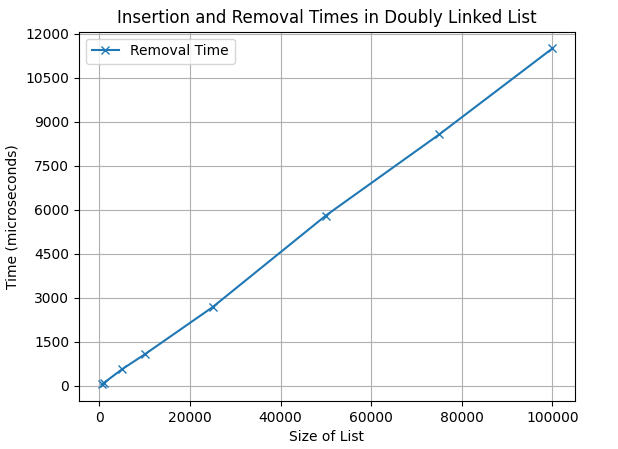 Insertion and Removal Times in Doubly Linked List
Removal Time
12000
10500
9000
7500
6000
4500
3000
1500
0
Time (microseconds)
0 20000 40000 60000 80000 100000
Size of List